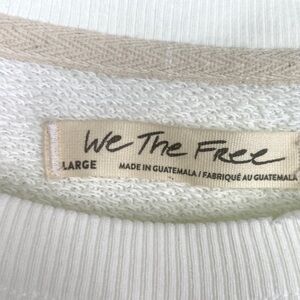 We The Free
LARGE
MADE IN GUATEMALA / FABRIQUÉ AU GUATEMALA